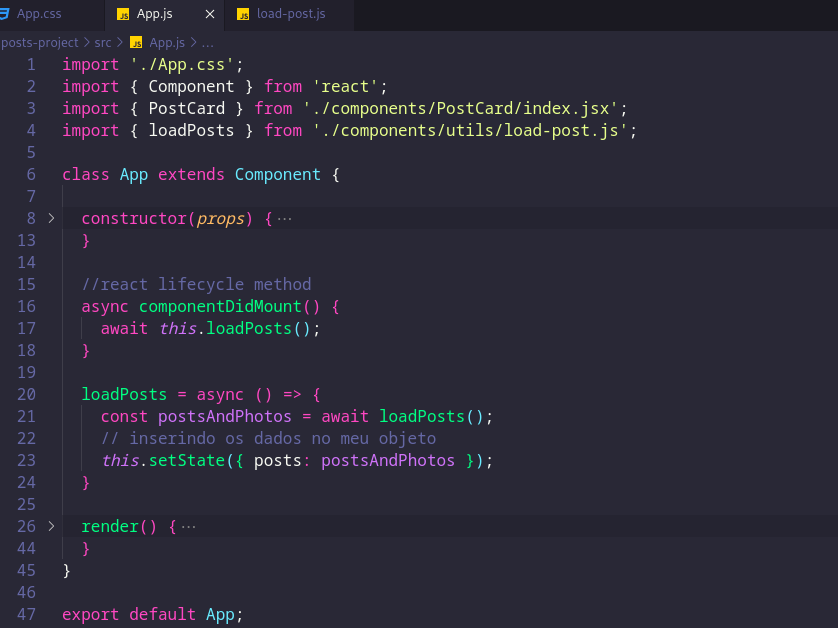 App.css JS App.js × JS load-post.js
posts-project > src > JS App.js > ...
1 import './App.css';
2 import { Component } from 'react';
3 import { PostCard } from './components/PostCard/index.jsx';
4 import { loadPosts } from './components/utils/load-post.js';
5
6 class App extends Component {
7
8 > constructor(props) { ···
13 }
14
15 //react lifecycle method
16 async componentDidMount() {
17 await this.loadPosts();
18 }
19
20 loadPosts = async () => {
21 const postsAndPhotos = await loadPosts();
22 // inserindo os dados no meu objeto
23 this.setState({ posts: postsAndPhotos });
24 }
25
26 > render() { ···
44 }
45 }
46
47 export default App;